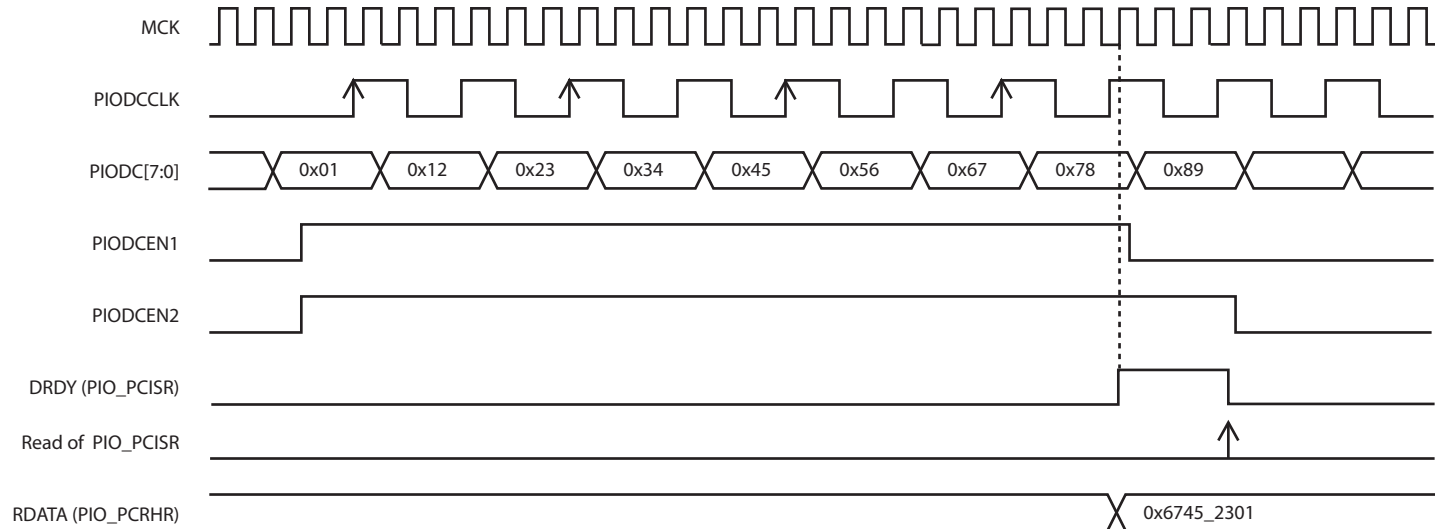 MCK
PIODCCLK
PIODC[7:0] 0x01 0x12 0x23 0x34 0x45 0x56 0x67 0x78 0x89
PIODCEN1
PIODCEN2
DRDY (PIO_PCISR)
Read of PIO_PCISR
RDATA (PIO_PCRHR) 0x6745_2301